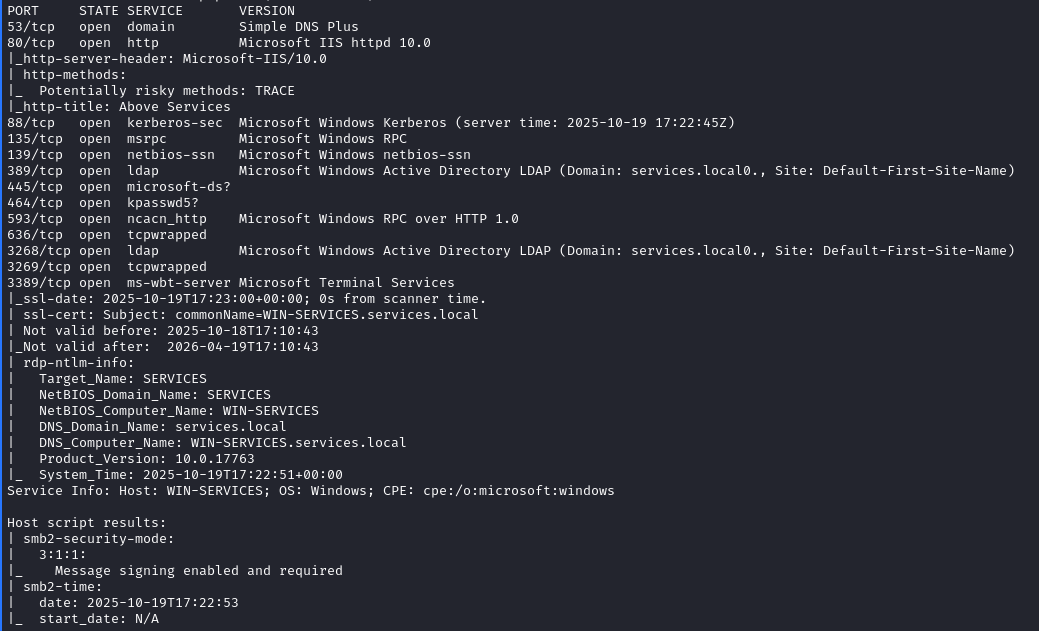 PORT     STATE SERVICE       VERSION
53/tcp   open  domain        Simple DNS Plus
80/tcp   open  http          Microsoft IIS httpd 10.0
|_http-server-header: Microsoft-IIS/10.0
| http-methods:
|_  Potentially risky methods: TRACE
|_http-title: Above Services
88/tcp   open  kerberos-sec  Microsoft Windows Kerberos (server time: 2025-10-19 17:22:45Z)
135/tcp  open  msrpc         Microsoft Windows RPC
139/tcp  open  netbios-ssn   Microsoft Windows netbios-ssn
389/tcp  open  ldap          Microsoft Windows Active Directory LDAP (Domain: services.local0., Site: Default-First-Site-Name)
445/tcp  open  microsoft-ds?
464/tcp  open  kpasswd5?
593/tcp  open  ncacn_http    Microsoft Windows RPC over HTTP 1.0
636/tcp  open  tcpwrapped
3268/tcp open  ldap          Microsoft Windows Active Directory LDAP (Domain: services.local0., Site: Default-First-Site-Name)
3269/tcp open  tcpwrapped
3389/tcp open  ms-wbt-server Microsoft Terminal Services
|_ssl-date: 2025-10-19T17:23:00+00:00; 0s from scanner time.
| ssl-cert: Subject: commonName=WIN-SERVICES.services.local
| Not valid before: 2025-10-18T17:10:43
|_Not valid after:  2026-04-19T17:10:43
| rdp-ntlm-info:
|   Target_Name: SERVICES
|   NetBIOS_Domain_Name: SERVICES
|   NetBIOS_Computer_Name: WIN-SERVICES
|   DNS_Domain_Name: services.local
|   DNS_Computer_Name: WIN-SERVICES.services.local
|   Product_Version: 10.0.17763
|_  System_Time: 2025-10-19T17:22:51+00:00
Service Info: Host: WIN-SERVICES; OS: Windows; CPE: cpe:/o:microsoft:windows

Host script results:
| smb2-security-mode:
|   3:1:1:
|_    Message signing enabled and required
| smb2-time:
|   date: 2025-10-19T17:22:53
|_  start_date: N/A